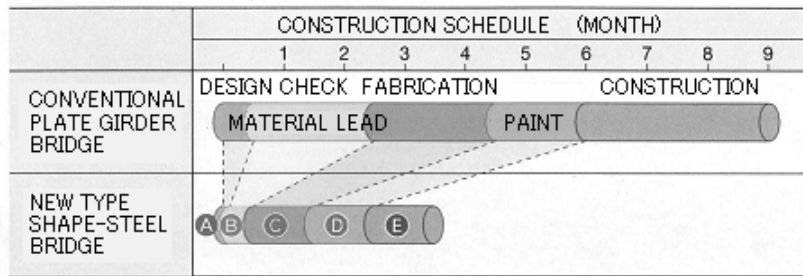 CONSTRUCTION SCHEDULE (MONTH)
1 2 3 4 5 6 7 8 9
DESIGN CHECK FABRICATION CONSTRUCTION
CONVENTIONAL
PLATE GIRDER
BRIDGE
MATERIAL LEAD PAINT
NEW TYPE
SHAPE-STEEL
BRIDGE
A B C D E